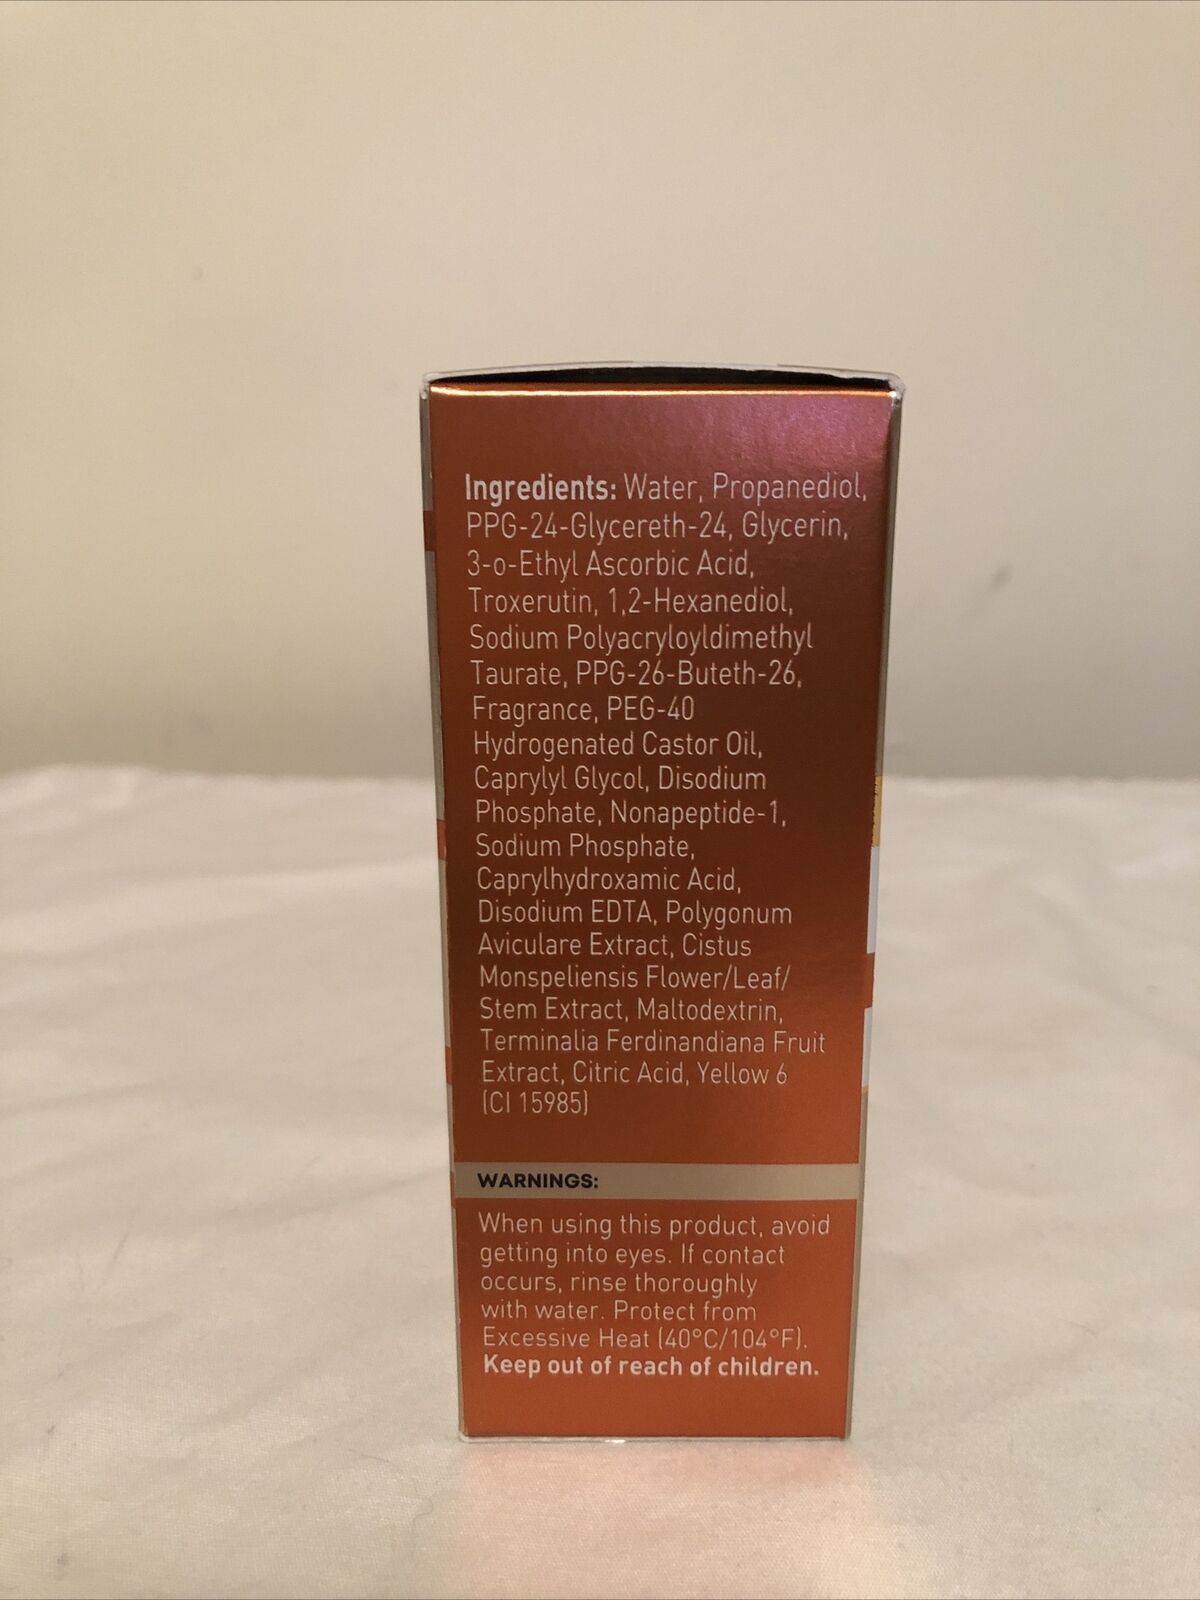 Ingredients: Water, Propanediol,
PPG-24-Glycereth-24, Glycerin,
3-o-Ethyl Ascorbic Acid,
Troxerutin, 1,2-Hexanediol,
Sodium Polyacryloyldimethyl
Taurate, PPG-26-Buteth-26,
Fragrance, PEG-40
Hydrogenated Castor Oil,
Caprylyl Glycol, Disodium
Phosphate, Nonapeptide-1,
Sodium Phosphate,
Caprylhydroxamic Acid,
Disodium EDTA, Polygonum
Aviculare Extract, Cistus
Monspeliensis Flower/Leaf/
Stem Extract, Maltodextrin,
Terminalia Ferdinandiana Fruit
Extract, Citric Acid, Yellow 6
(CI 15985)
WARNINGS:
When using this product, avoid
getting into eyes. If contact
occurs, rinse thoroughly
with water. Protect from
Excessive Heat (40°C/104°F).
Keep out of reach of children.